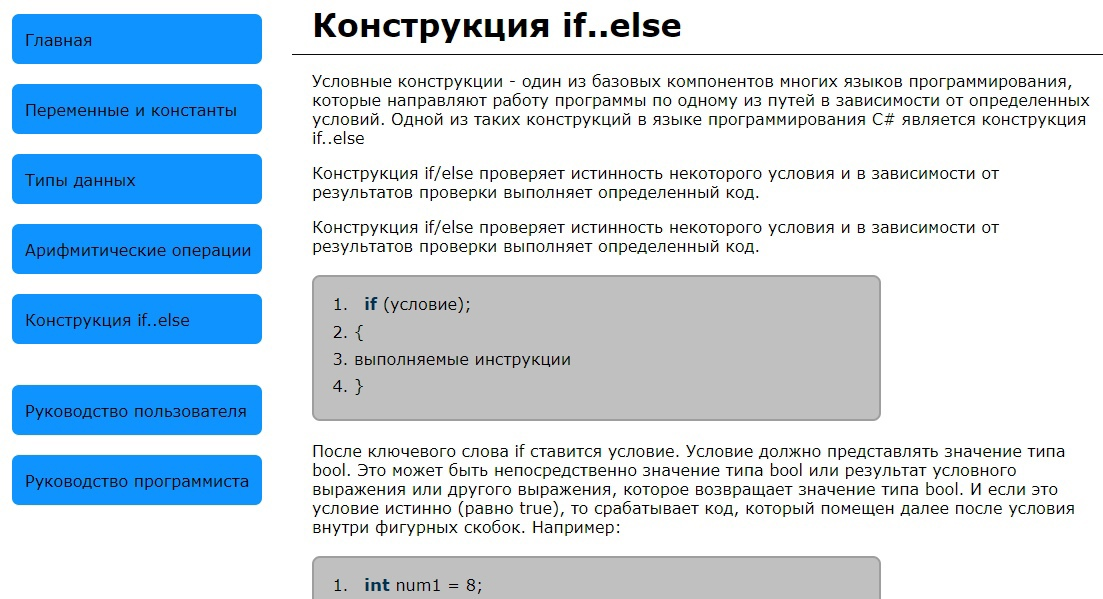 Главная
Переменные и константы
Типы данных
Арифмитические операции
Конструкция if..else
Руководство пользователя
Руководство программиста
Конструкция if..else
Условные конструкции - один из базовых компонентов многих языков программирования,
которые направляют работу программы по одному из путей в зависимости от определенных
условий. Одной из таких конструкций в языке программирования C# является конструкция
if..else
Конструкция if/else проверяет истинность некоторого условия и в зависимости от
результатов проверки выполняет определенный код.
Конструкция if/else проверяет истинность некоторого условия и в зависимости от
результатов проверки выполняет определенный код.
1. if (условие);
2. {
3. выполняемые инструкции
4. }
После ключевого слова if ставится условие. Условие должно представлять значение типа
bool. Это может быть непосредственно значение типа bool или результат условного
выражения или другого выражения, которое возвращает значение типа bool. И если это
условие истинно (равно true), то срабатывает код, который помещен далее после условия
внутри фигурных скобок. Например:
1. int num1 = 8;